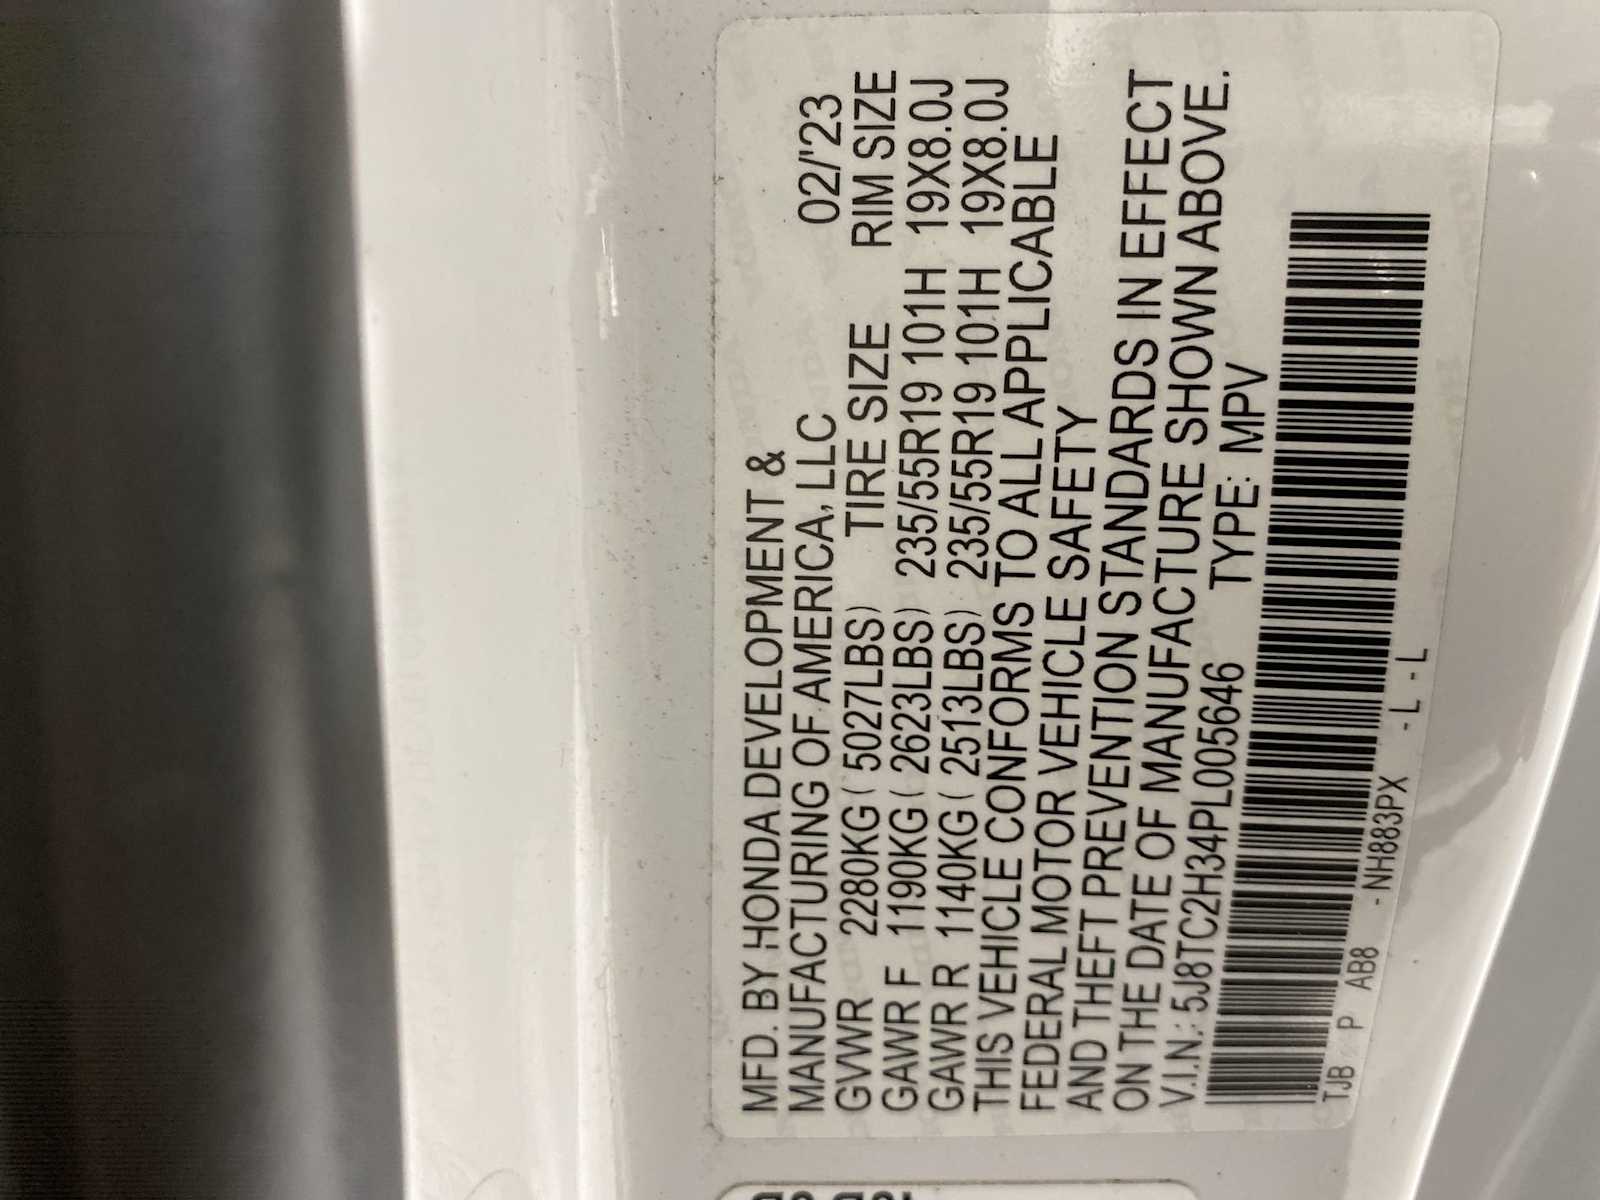 MFD. BY HONDA DEVELOPMENT &
MANUFACTURING OF AMERICA, LLC 02/'23
GVWR 2280KG ( 5027LBS) TIRE SIZE RIM SIZE
GAWR F 1190KG ( 2623LBS) 235/55R19 101H 19X8.0J
GAWR R 1140KG ( 2513LBS) 235/55R19 101H 19X8.0J
THIS VEHICLE CONFORMS TO ALL APPLICABLE
FEDERAL MOTOR VEHICLE SAFETY
AND THEFT PREVENTION STANDARDS IN EFFECT
ON THE DATE OF MANUFACTURE SHOWN ABOVE.
V.I.N.: 5J8TC2H34PL005646 TYPE: MPV
TJB P AB8 - NH883PX - L - L